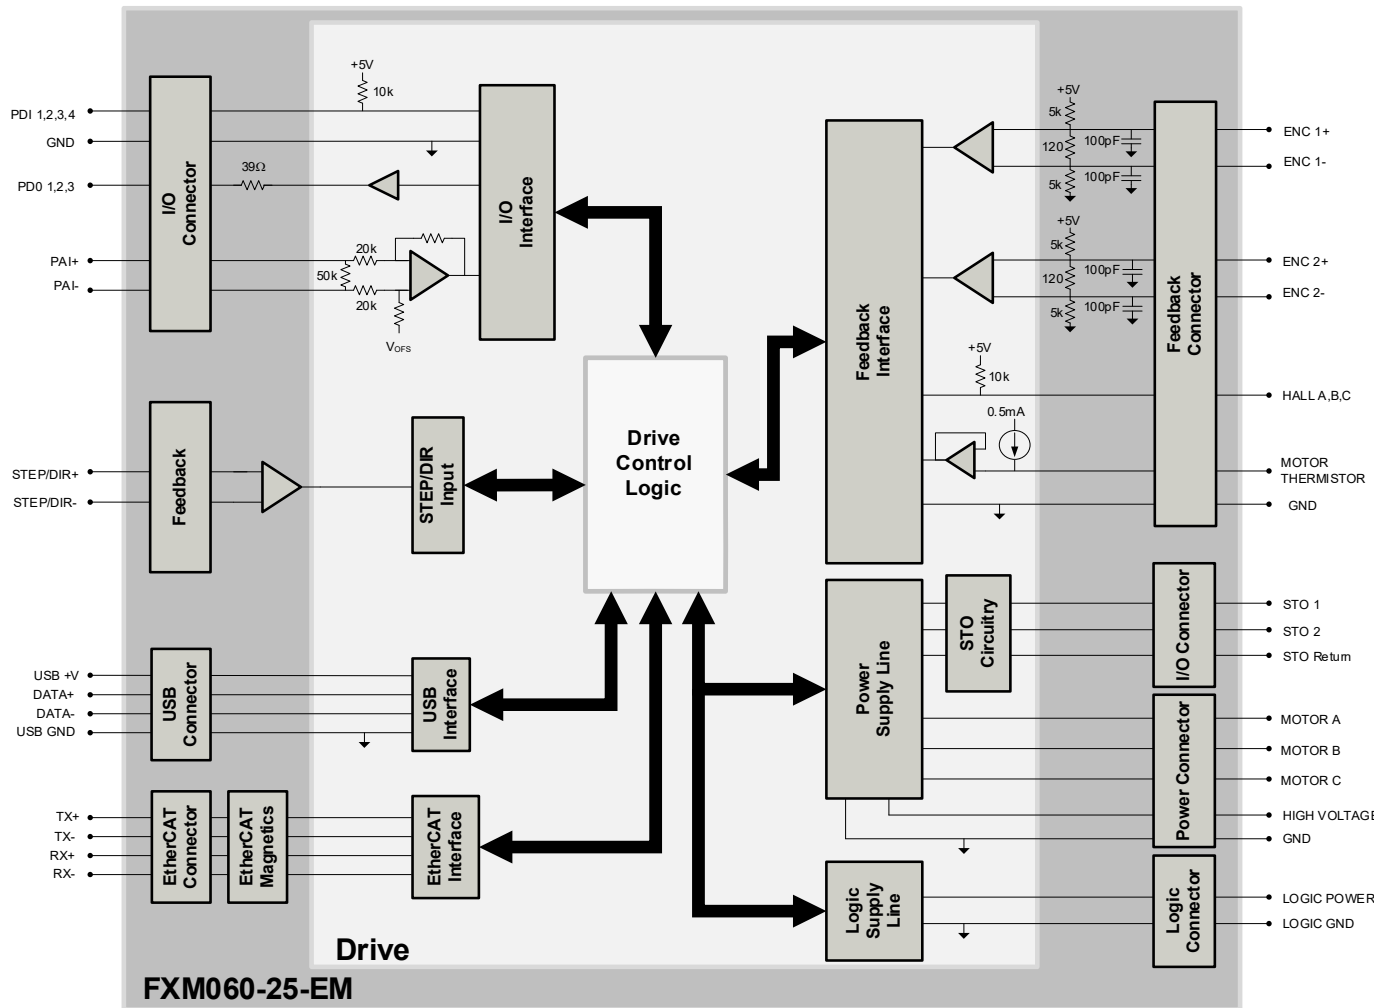 PDI 1,2,3,4
GND
PD0 1,2,3
PAI+
PAI-
I/O
Connector
+5V
10k
39Ω
20k
50k
20k
VOFS
I/O
Interface
STEP/DIR+
STEP/DIR-
Feedback
STEP/DIR
Input
USB +V
DATA+
DATA-
USB GND
USB
Connector
USB
Interface
TX+
TX-
RX+
RX-
EtherCAT
Connector
EtherCAT
Magnetics
EtherCAT
Interface
Drive
Control
Logic
Feedback
Interface
+5V
5k
120
5k
100pF
100pF
+5V
5k
120
5k
100pF
100pF
+5V
10k
0.5mA
Feedback
Connector
ENC 1+
ENC 1-
ENC 2+
ENC 2-
HALL A,B,C
MOTOR
THERMISTOR
GND
Power
Supply Line
STO
Circuitry
I/O Connector
STO 1
STO 2
STO Return
Power Connector
MOTOR A
MOTOR B
MOTOR C
HIGH VOLTAGE
GND
Logic
Supply
Line
Logic
Connector
LOGIC POWER
LOGIC GND
Drive
FXM060-25-EM